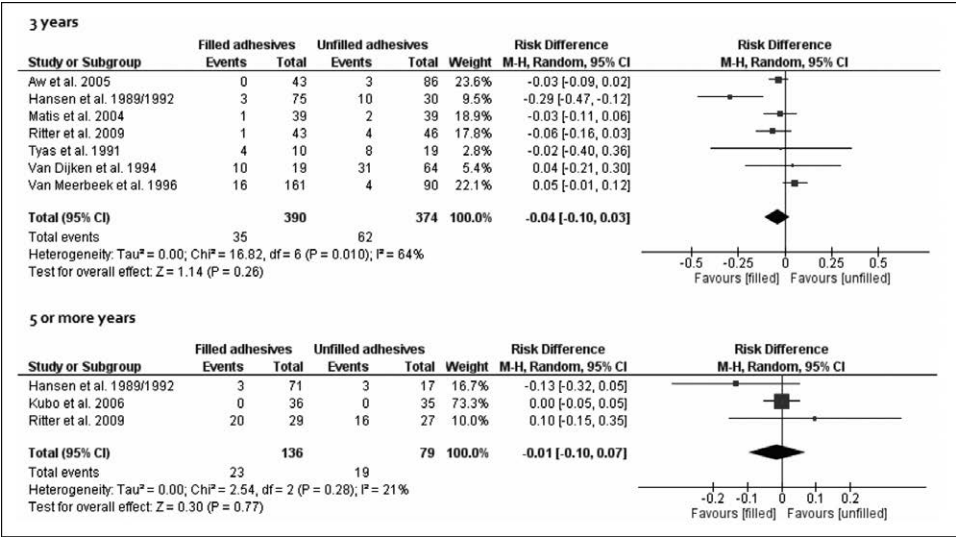 3 years
Filled adhesives Unfilled adhesives Risk Difference Risk Difference
Study or Subgroup Events Total Events Total Weight M-H, Random, 95% CI M-H, Random, 95% CI
Aw et al. 2005 0 43 3 86 23.6% -0.03 [-0.09, 0.02]
Hansen et al. 1989/1992 3 75 10 30 9.5% -0.29 [-0.47, -0.12]
Matis et al. 2004 1 39 2 39 18.9% -0.03 [-0.11, 0.06]
Ritter et al. 2009 1 43 4 46 17.8% -0.06 [-0.16, 0.03]
Tyas et al. 1991 4 10 8 19 2.8% -0.02 [-0.40, 0.36]
Van Dijken et al. 1994 10 19 31 64 5.4% 0.04 [-0.21, 0.30]
Van Meerbeek et al. 1996 16 161 4 90 22.1% 0.05 [-0.01, 0.12]
Total (95% CI) 390 374 100.0% -0.04 [-0.10, 0.03]
Total events 35 62
Heterogeneity: Tau² = 0.00; Chi² = 16.82, df = 6 (P = 0.010); I² = 64%
Test for overall effect: Z = 1.14 (P = 0.26)
-0.5 -0.25 0 0.25 0.5
Favours [filled] Favours [unfilled]
5 or more years
Filled adhesives Unfilled adhesives Risk Difference Risk Difference
Study or Subgroup Events Total Events Total Weight M-H, Random, 95% CI M-H, Random, 95% CI
Hansen et al. 1989/1992 3 71 3 17 16.7% -0.13 [-0.32, 0.05]
Kubo et al. 2006 0 36 0 35 73.3% 0.00 [-0.05, 0.05]
Ritter et al. 2009 20 29 16 27 10.0% 0.10 [-0.15, 0.35]
Total (95% CI) 136 79 100.0% -0.01 [-0.10, 0.07]
Total events 23 19
Heterogeneity: Tau² = 0.00; Chi² = 2.54, df = 2 (P = 0.28); I² = 21%
Test for overall effect: Z = 0.30 (P = 0.77)
-0.2 -0.1 0 0.1 0.2
Favours [filled] Favours [unfilled]